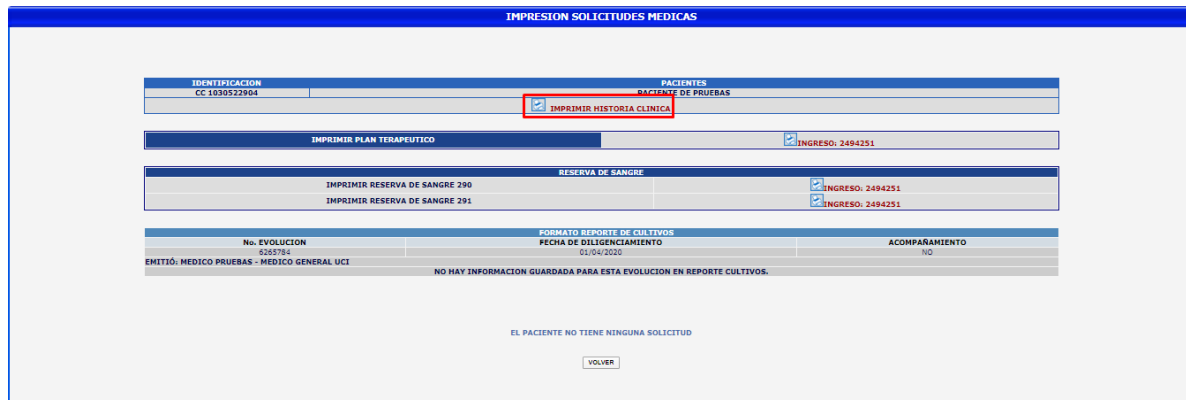 IMPRESION SOLICITUDES MEDICAS
IDENTIFICACION PACIENTES
CC 1030522904 PACIENTE DE PRUEBAS
IMPRIMIR HISTORIA CLINICA
IMPRIMIR PLAN TERAPEUTICO INGRESO: 2494251
RESERVA DE SANGRE
IMPRIMIR RESERVA DE SANGRE 290 INGRESO: 2494251
IMPRIMIR RESERVA DE SANGRE 291 INGRESO: 2494251
FORMATO REPORTE DE CULTIVOS
No. EVOLUCION FECHA DE DILIGENCIAMIENTO ACOMPAÑAMIENTO
6265784 01/04/2020 NO
EMITIÓ: MEDICO PRUEBAS - MEDICO GENERAL UCI
NO HAY INFORMACION GUARDADA PARA ESTA EVOLUCION EN REPORTE CULTIVOS.
EL PACIENTE NO TIENE NINGUNA SOLICITUD
VOLVER